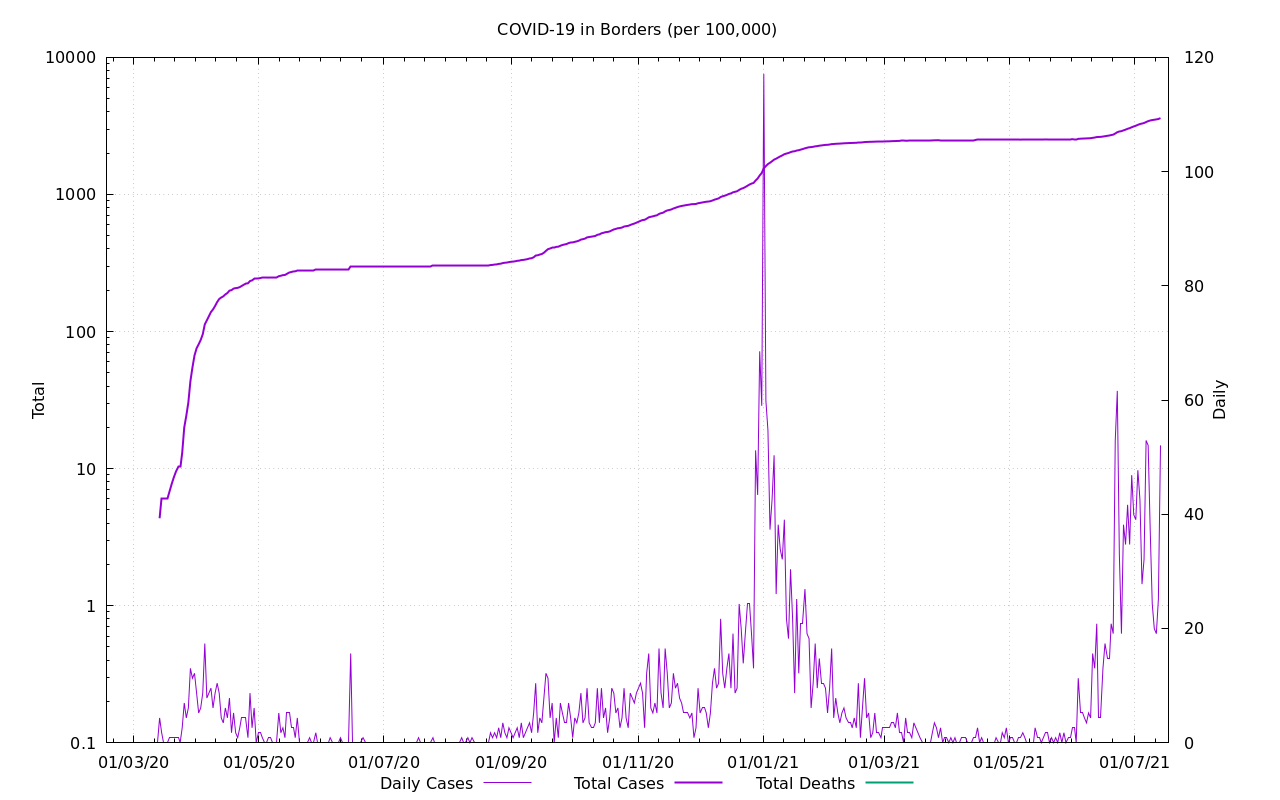 COVID-19 in Borders (per 100,000)
10000
1000
100
10
1
0.1
Total
120
100
80
60
40
20
0
Daily
01/03/20 01/05/20 01/07/20 01/09/20 01/11/20 01/01/21 01/03/21 01/05/21 01/07/21
Daily Cases Total Cases Total Deaths